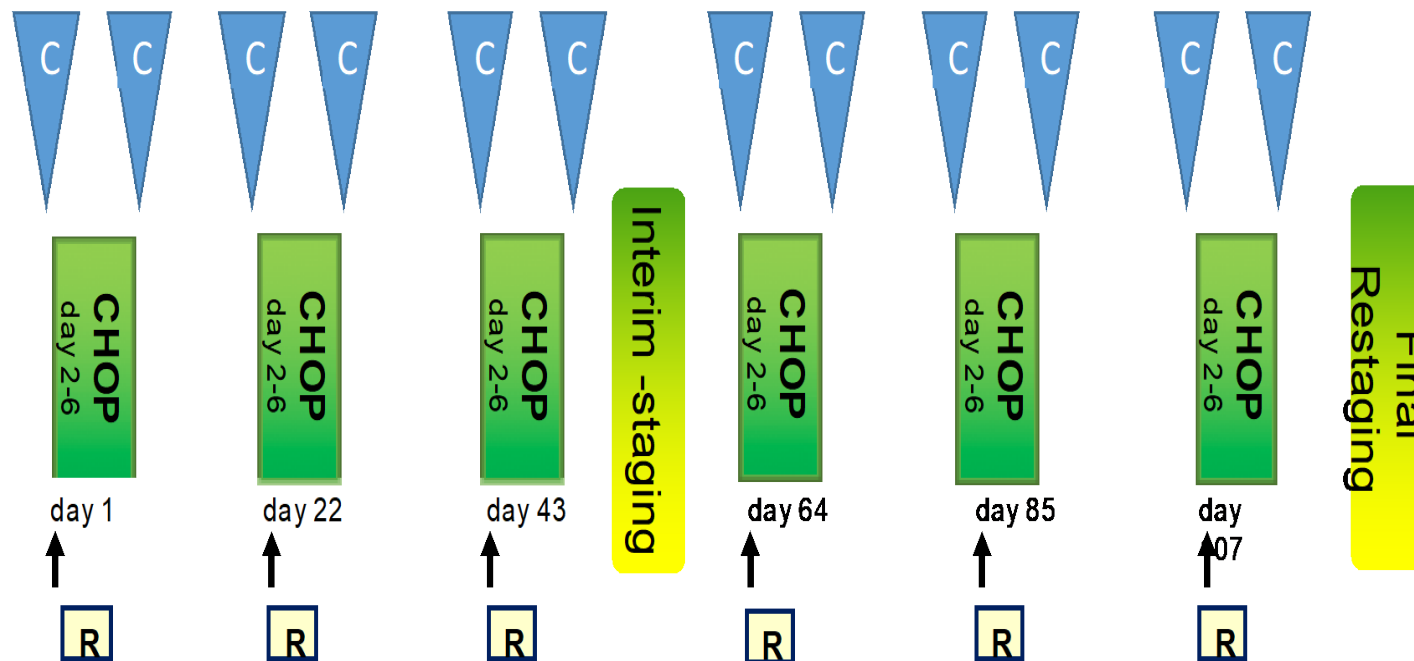 C C C C C C C C C C C C
CHOP
day 2-6
CHOP
day 2-6
CHOP
day 2-6
Interim -staging
CHOP
day 2-6
CHOP
day 2-6
CHOP
day 2-6
Final
Restaging
day 1
day 22
day 43
day 64
day 85
day
07
R R R R R R